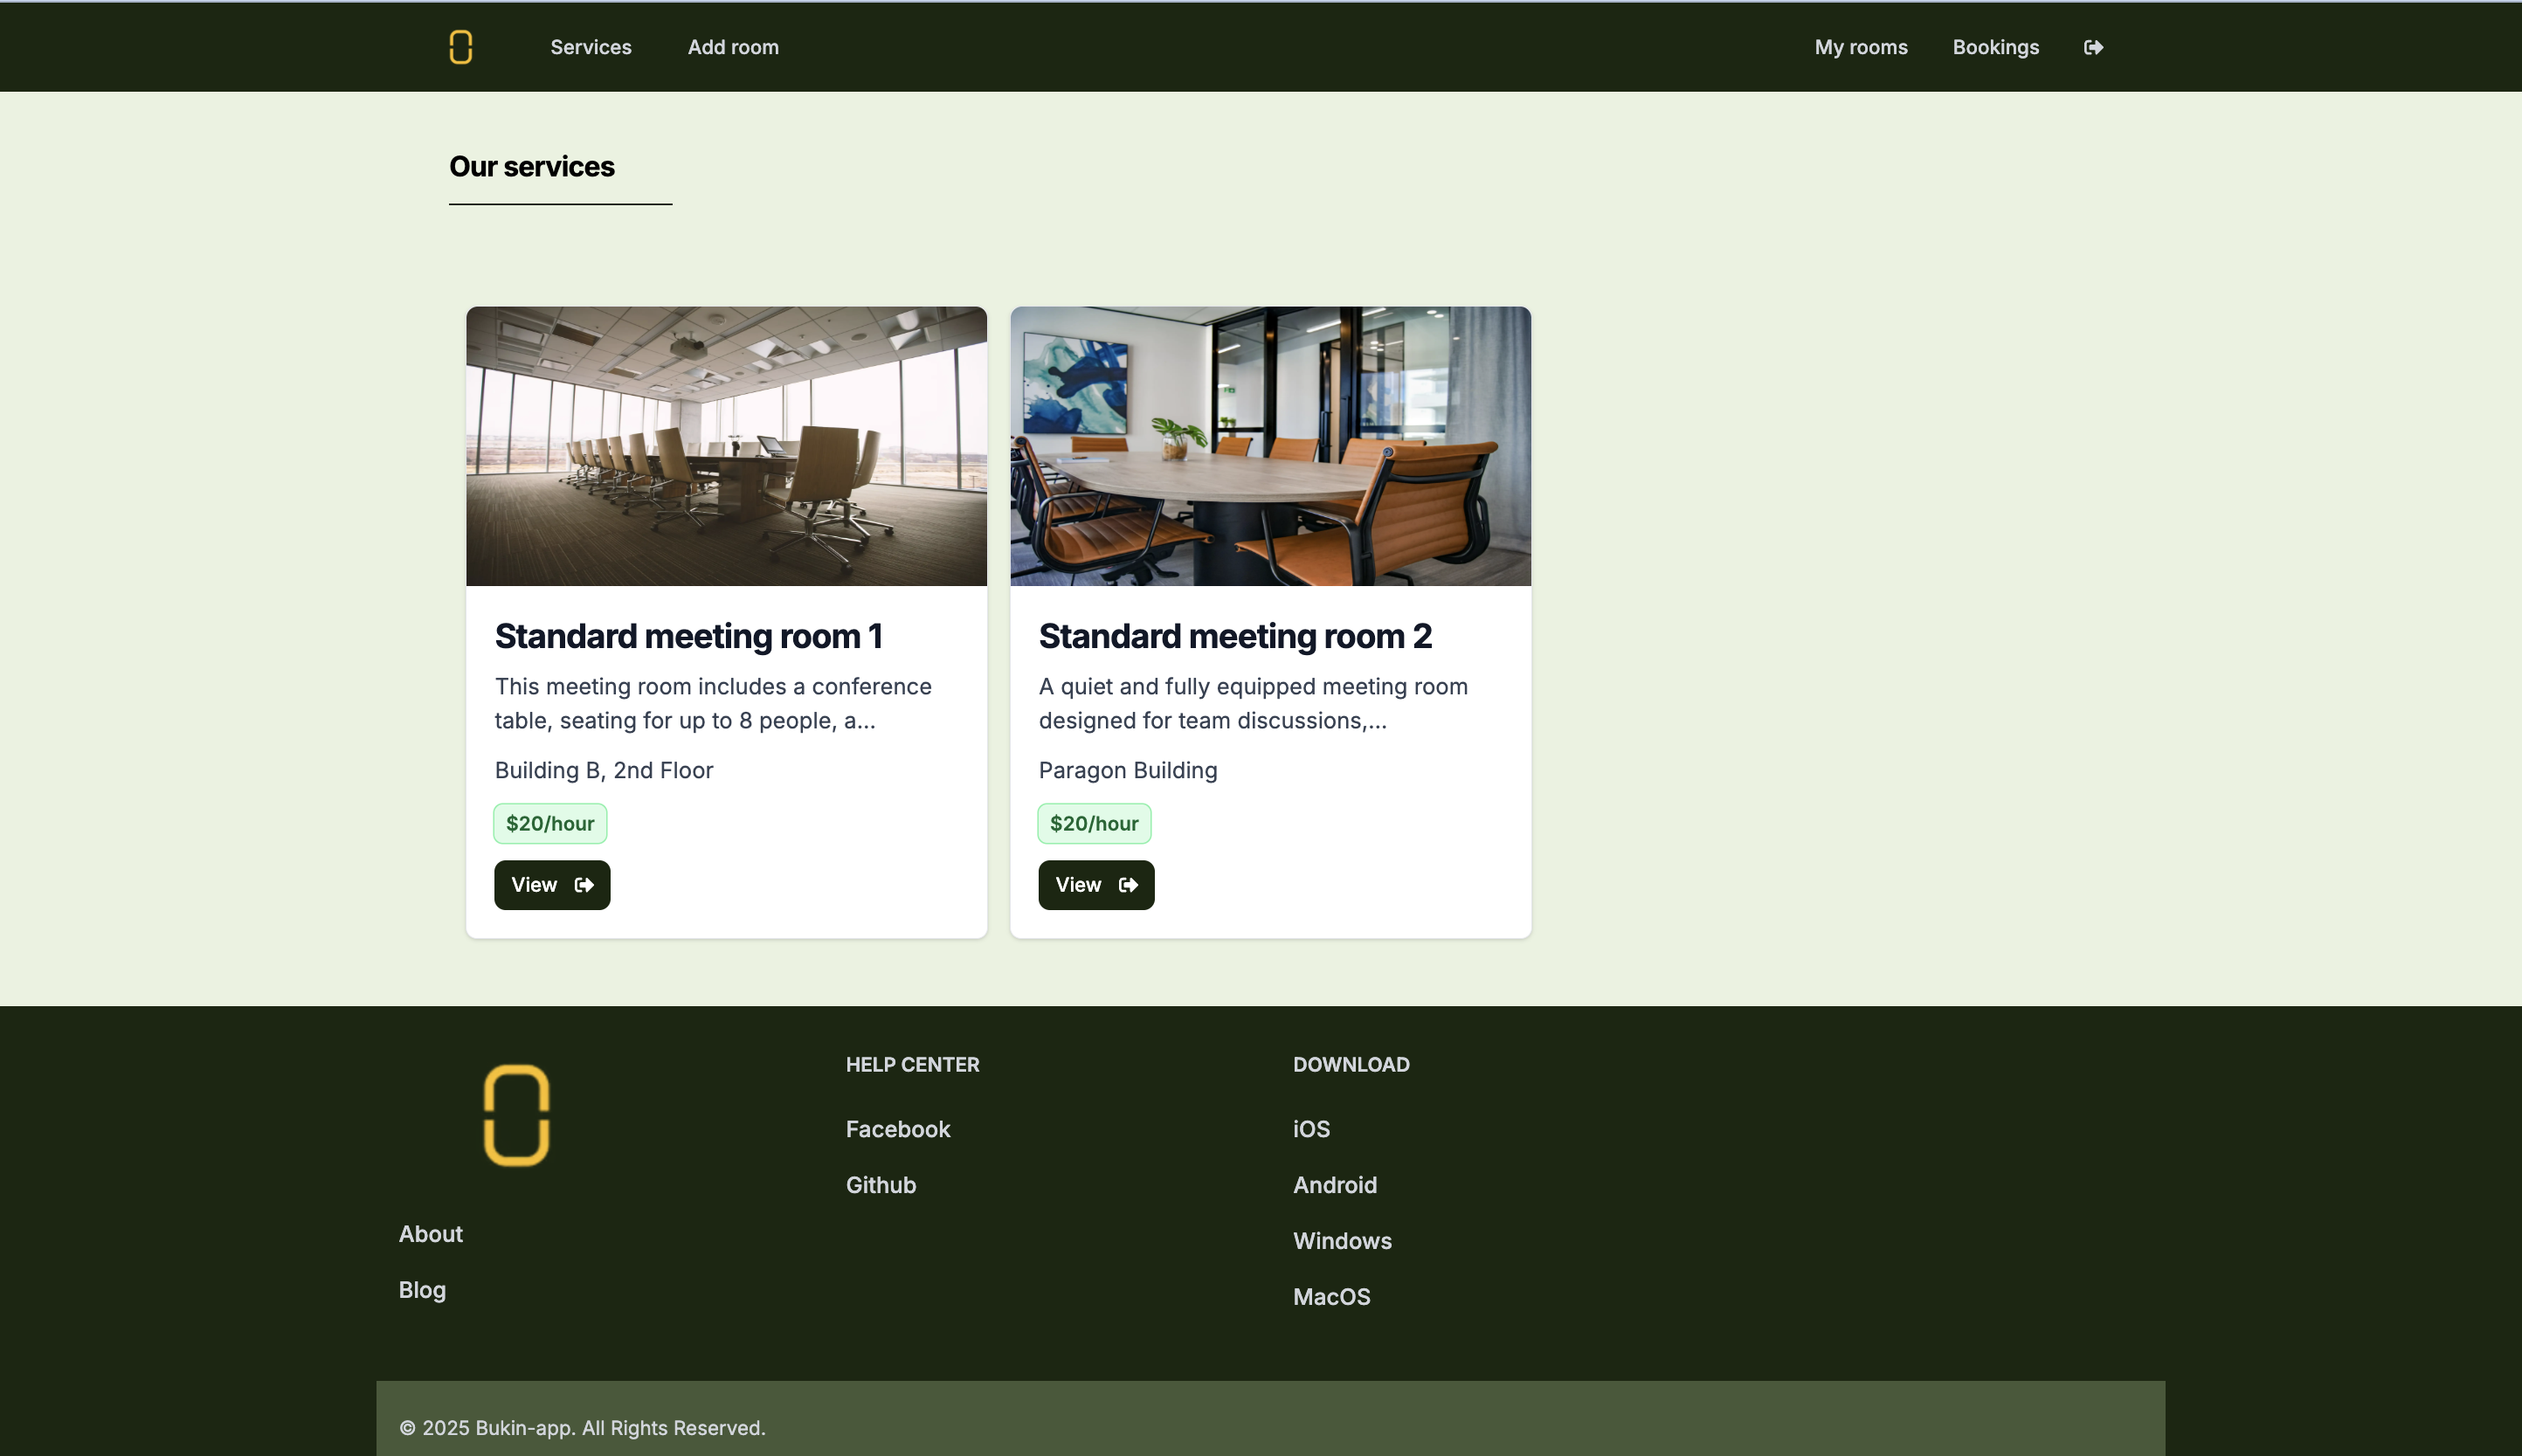 Services
Add room
My rooms
Bookings
Our services
Standard meeting room 1
This meeting room includes a conference
table, seating for up to 8 people, a...
Building B, 2nd Floor
$20/hour
View
Standard meeting room 2
A quiet and fully equipped meeting room
designed for team discussions,...
Paragon Building
$20/hour
View
About
Blog
HELP CENTER
Facebook
Github
DOWNLOAD
iOS
Android
Windows
MacOS
© 2025 Bukin-app. All Rights Reserved.